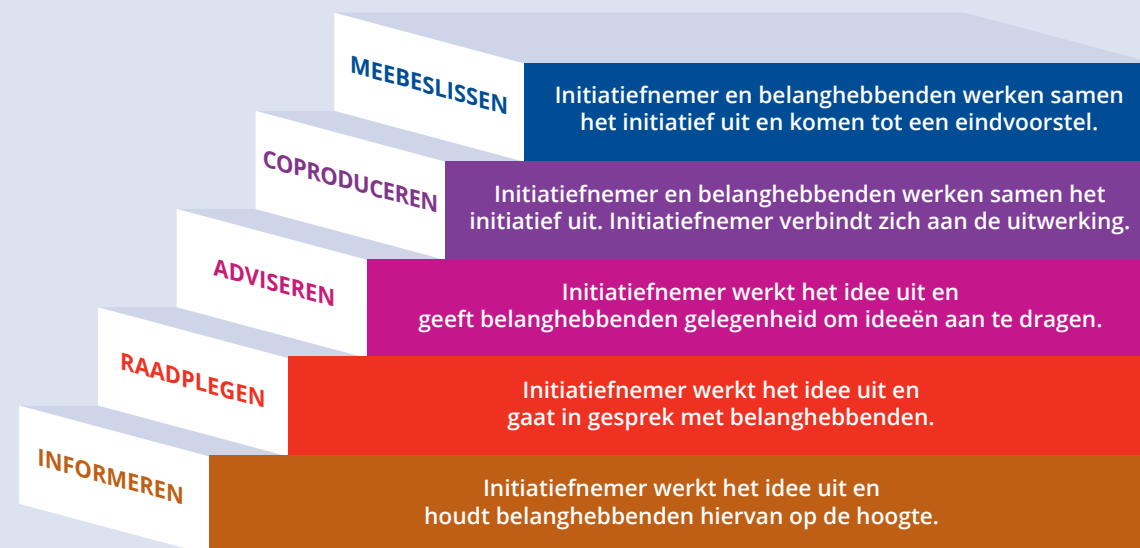 MEEBESLISSEN
Initiatiefnemer en belanghebbenden werken samen
het initiatief uit en komen tot een eindvoorstel.
COPRODUCEREN
Initiatiefnemer en belanghebbenden werken samen het
initiatief uit. Initiatiefnemer verbindt zich aan de uitwerking.
ADVISEREN
Initiatiefnemer werkt het idee uit en
geeft belanghebbenden gelegenheid om ideeën aan te dragen.
RAADPLEGEN
Initiatiefnemer werkt het idee uit en
gaat in gesprek met belanghebbenden.
INFORMEREN
Initiatiefnemer werkt het idee uit en
houdt belanghebbenden hiervan op de hoogte.